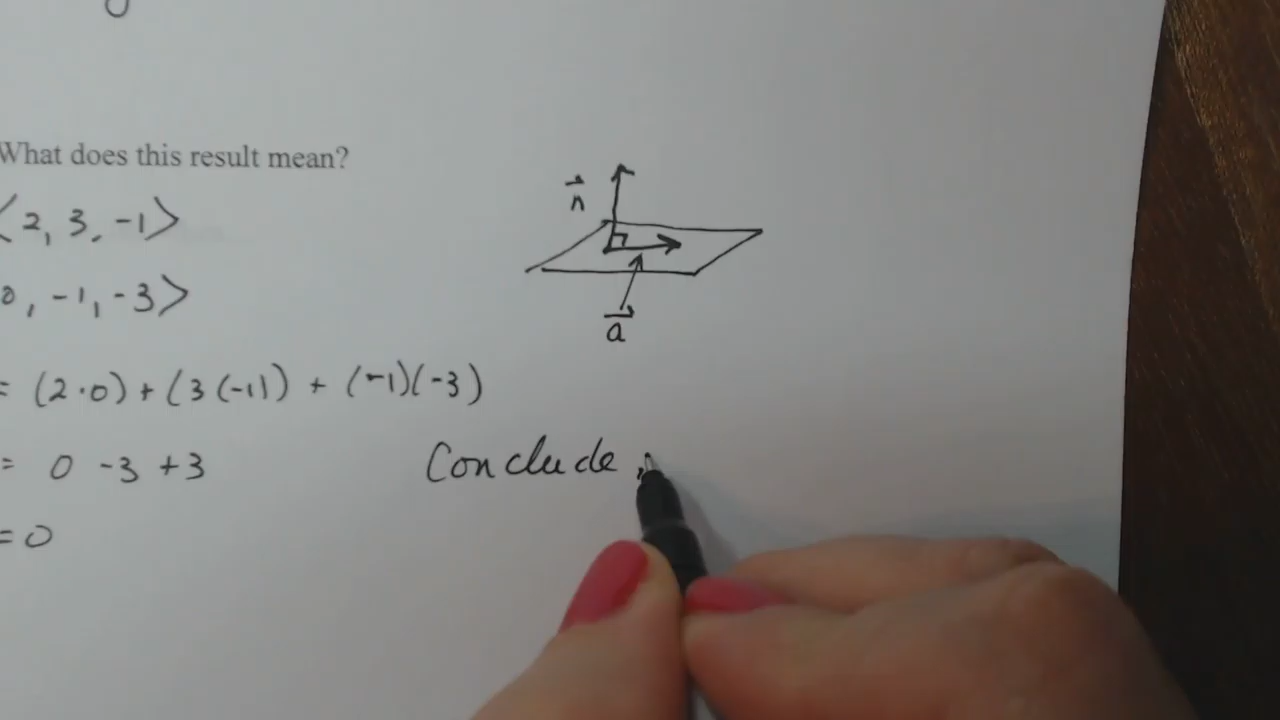 What does this result mean?
⟨2, 3, -1⟩
0, -1, -3⟩
= (2·0) + (3(-1)) + (-1)(-3)
= 0 -3 +3
= 0
n⃗
a⃗
Conclude :